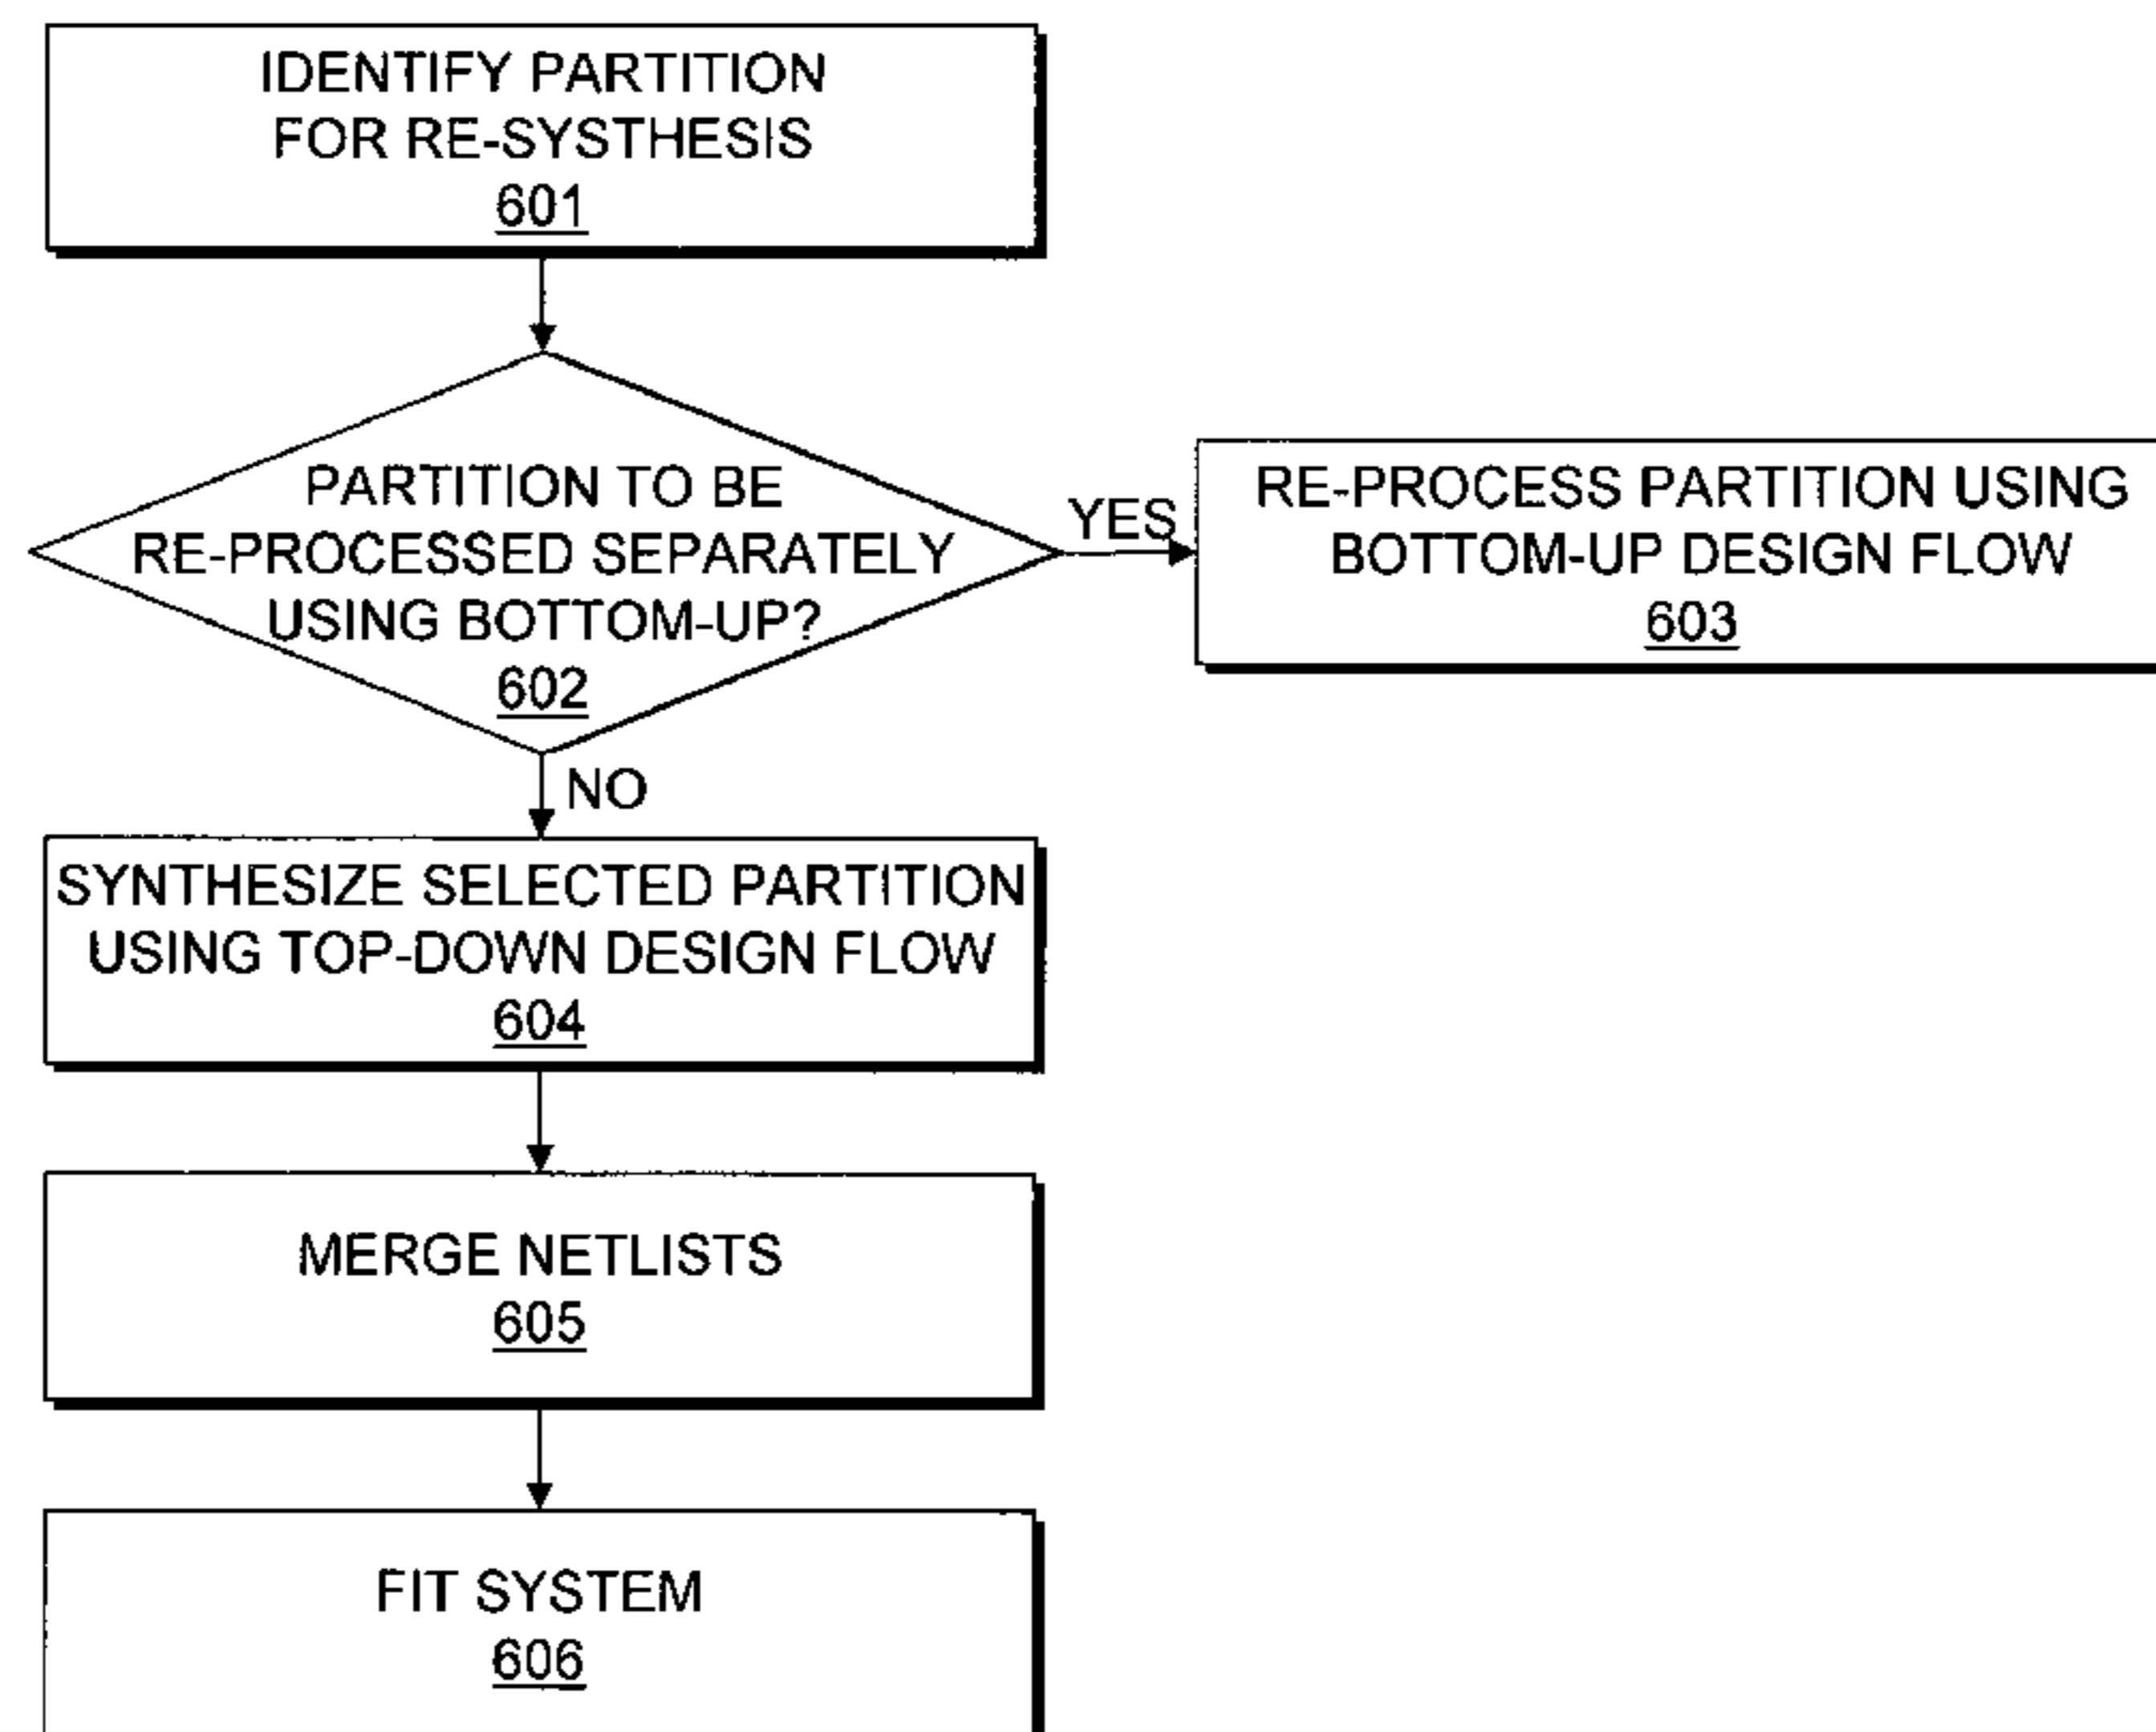 IDENTIFY PARTITION
FOR RE-SYSTHESIS
601
PARTITION TO BE
RE-PROCESSED SEPARATELY
USING BOTTOM-UP?
602
YES
RE-PROCESS PARTITION USING
BOTTOM-UP DESIGN FLOW
603
NO
SYNTHESIZE SELECTED PARTITION
USING TOP-DOWN DESIGN FLOW
604
MERGE NETLISTS
605
FIT SYSTEM
606